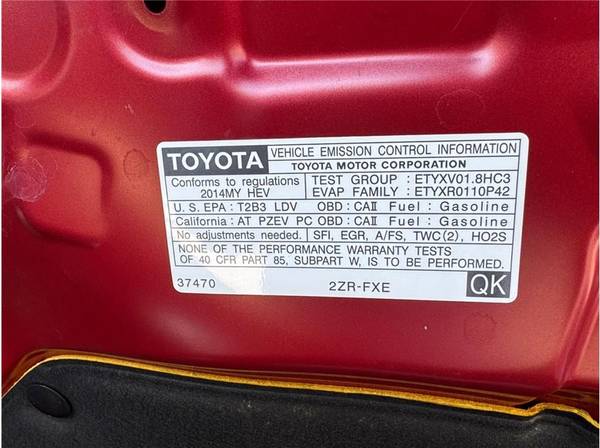 TOYOTA VEHICLE EMISSION CONTROL INFORMATION
TOYOTA MOTOR CORPORATION
Conforms to regulations
2014MY HEV
TEST GROUP : ETYXV01.8HC3
EVAP FAMILY : ETYXR0110P42
U.S. EPA : T2B3 LDV OBD: CAII Fuel : Gasoline
California: AT PZEV PC OBD: CAII Fuel : Gasoline
No adjustments needed. SFI, EGR, A/FS, TWC(2), HO2S
NONE OF THE PERFORMANCE WARRANTY TESTS
OF 40 CFR PART 85, SUBPART W, IS TO BE PERFORMED.
37470 2ZR-FXE QK